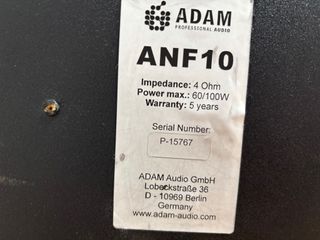 ADAM
PROFESSIONAL AUDIO
ANF10
Impedance: 4 Ohm
Power max.: 60/100W
Warranty: 5 years
Serial Number:
P-15767
ADAM Audio GmbH
Lobeckstraße 36
D - 10969 Berlin
Germany
www.adam-audio.com